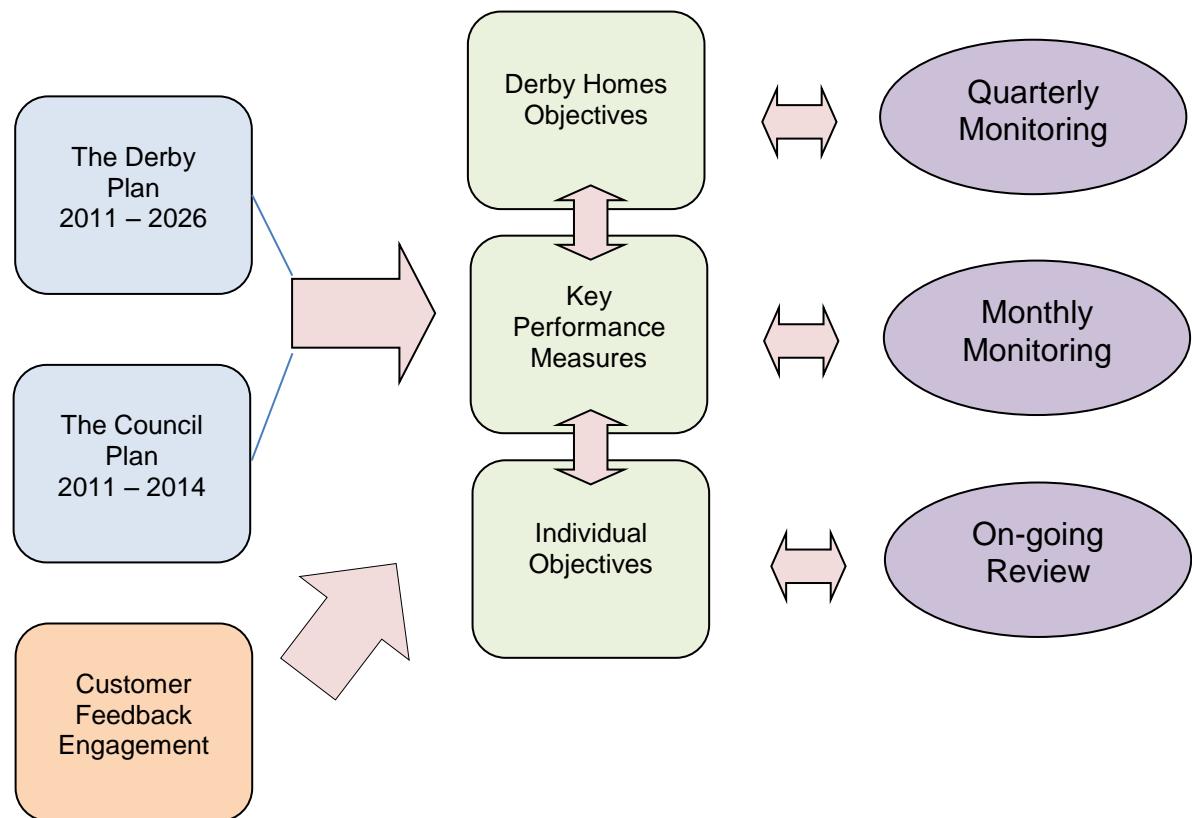 The Derby
Plan
2011 – 2026
The Council
Plan
2011 – 2014
Customer
Feedback
Engagement
Derby Homes
Objectives
Key
Performance
Measures
Individual
Objectives
Quarterly
Monitoring
Monthly
Monitoring
On-going
Review